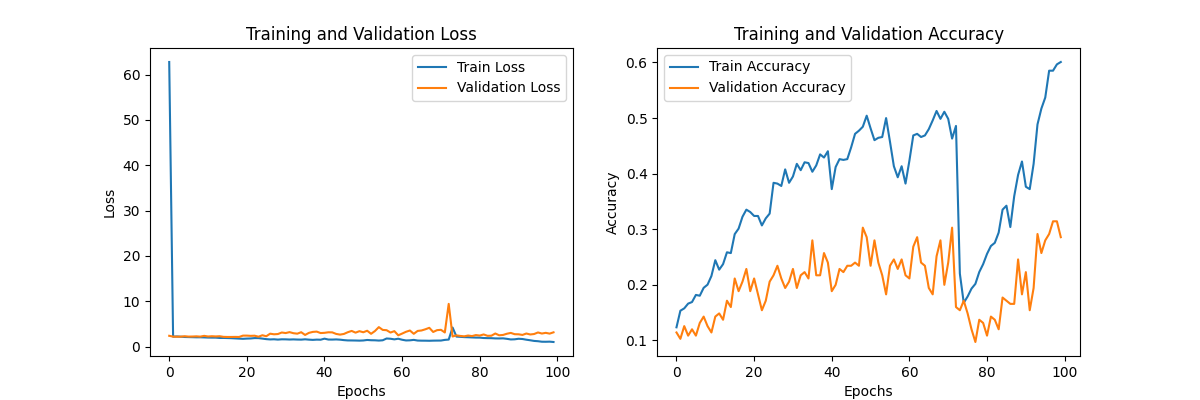 Training and Validation Loss
Train Loss
Validation Loss
60
50
40
30
20
10
0
Loss
0
20
40
60
80
100
Epochs
Training and Validation Accuracy
Train Accuracy
Validation Accuracy
0.6
0.5
0.4
0.3
0.2
0.1
Accuracy
0
20
40
60
80
100
Epochs